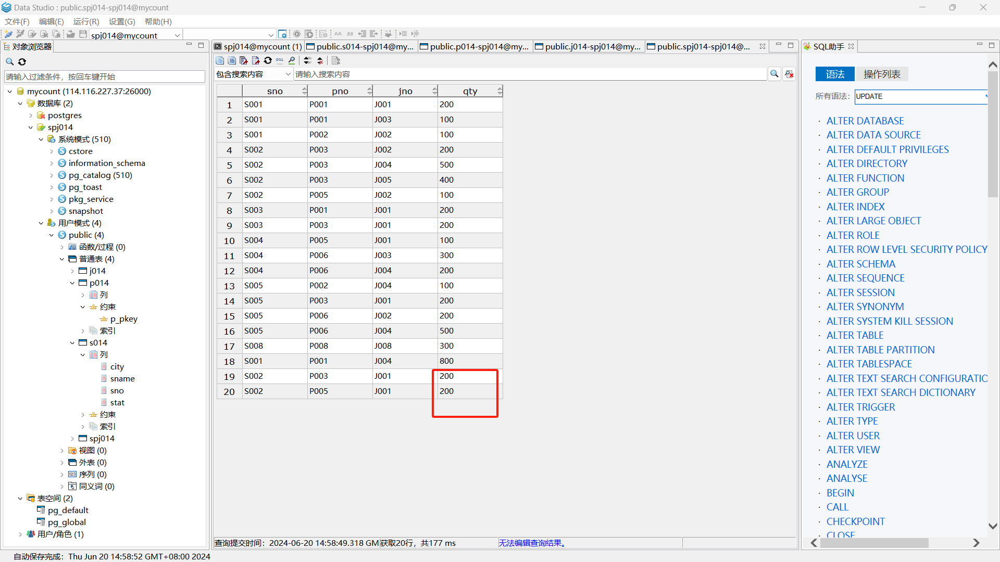 Data Studio : public.spj014-spj014@mycount
文件(F) 编辑(E) 运行(R) 设置(G) 帮助(H)
spj014@mycount
对象浏览器
请输入过滤条件，按回车键开始
mycount (114.116.227.37:26000)
数据库 (2)
postgres
spj014
系统模式 (510)
cstore
information_schema
pg_catalog (510)
pg_toast
pkg_service
snapshot
用户模式 (4)
public (4)
函数/过程 (0)
普通表 (4)
j014
p014
列
约束
p_pkey
索引
s014
列
city
sname
sno
stat
约束
索引
spj014
视图 (0)
外表 (0)
序列 (0)
同义词 (0)
表空间 (2)
pg_default
pg_global
用户/角色 (1)
spj014@mycount (1) public.s014-spj014@my... public.p014-spj014@my... public.j014-spj014@my... public.spj014-spj014@...
包含搜索内容 请输入搜索内容
sno pno jno qty
1 S001 P001 J001 200
2 S001 P001 J003 100
3 S001 P002 J002 100
4 S002 P003 J002 200
5 S002 P003 J004 500
6 S002 P003 J005 400
7 S002 P005 J002 100
8 S003 P001 J001 200
9 S003 P003 J001 200
10 S004 P005 J001 100
11 S004 P006 J003 300
12 S004 P006 J004 200
13 S005 P002 J004 100
14 S005 P003 J001 200
15 S005 P006 J002 200
16 S005 P006 J004 500
17 S008 P008 J008 300
18 S001 P001 J004 800
19 S002 P003 J001 200
20 S002 P005 J001 200
查询提交时间：2024-06-20 14:58:49.318 GM 获取20行，共177 ms 无法编辑查询结果。
SQL助手
语法 操作列表
所有语法: UPDATE
· ALTER DATABASE
· ALTER DATA SOURCE
· ALTER DEFAULT PRIVILEGES
· ALTER DIRECTORY
· ALTER FUNCTION
· ALTER GROUP
· ALTER INDEX
· ALTER LARGE OBJECT
· ALTER ROLE
· ALTER ROW LEVEL SECURITY POLICY
· ALTER SCHEMA
· ALTER SEQUENCE
· ALTER SESSION
· ALTER SYNONYM
· ALTER SYSTEM KILL SESSION
· ALTER TABLE
· ALTER TABLE PARTITION
· ALTER TABLESPACE
· ALTER TEXT SEARCH CONFIGURATIO
· ALTER TEXT SEARCH DICTIONARY
· ALTER TRIGGER
· ALTER TYPE
· ALTER USER
· ALTER VIEW
· ANALYZE
· ANALYSE
· BEGIN
· CALL
· CHECKPOINT
· CLOSE
自动保存完成：Thu Jun 20 14:58:52 GMT+08:00 2024